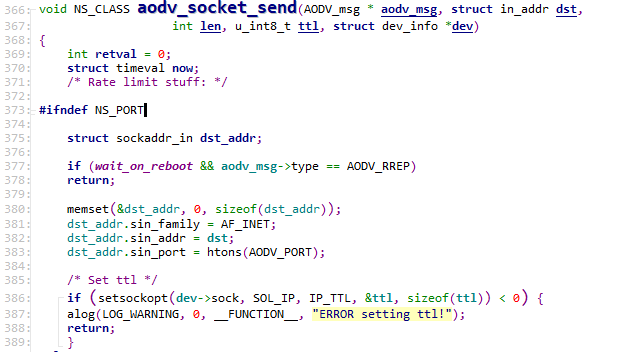 366: void NS_CLASS aodv_socket_send(AODV_msg * aodv_msg, struct in_addr dst,
367: int len, u_int8_t ttl, struct dev_info *dev)
368: {
369: int retval = 0;
370: struct timeval now;
371: /* Rate limit stuff: */
372:
373: #ifndef NS_PORT
374:
375: struct sockaddr_in dst_addr;
376:
377: if (wait_on_reboot && aodv_msg->type == AODV_RREP)
378: return;
379:
380: memset(&dst_addr, 0, sizeof(dst_addr));
381: dst_addr.sin_family = AF_INET;
382: dst_addr.sin_addr = dst;
383: dst_addr.sin_port = htons(AODV_PORT);
384:
385: /* Set ttl */
386: if (setsockopt(dev->sock, SOL_IP, IP_TTL, &ttl, sizeof(ttl)) < 0) {
387: alog(LOG_WARNING, 0, __FUNCTION__, "ERROR setting ttl!");
388: return;
389: }